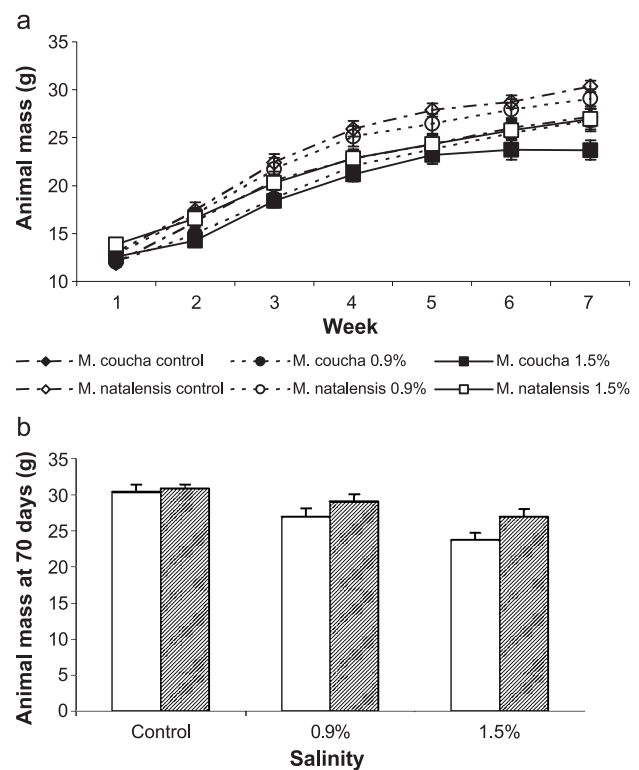 a
Animal mass (g)
35
30
25
20
15
10
1 2 3 4 5 6 7
Week
M. coucha control M. coucha 0.9% M. coucha 1.5%
M. natalensis control M. natalensis 0.9% M. natalensis 1.5%
b
Animal mass at 70 days (g)
35
30
25
20
15
10
5
0
Control 0.9% 1.5%
Salinity